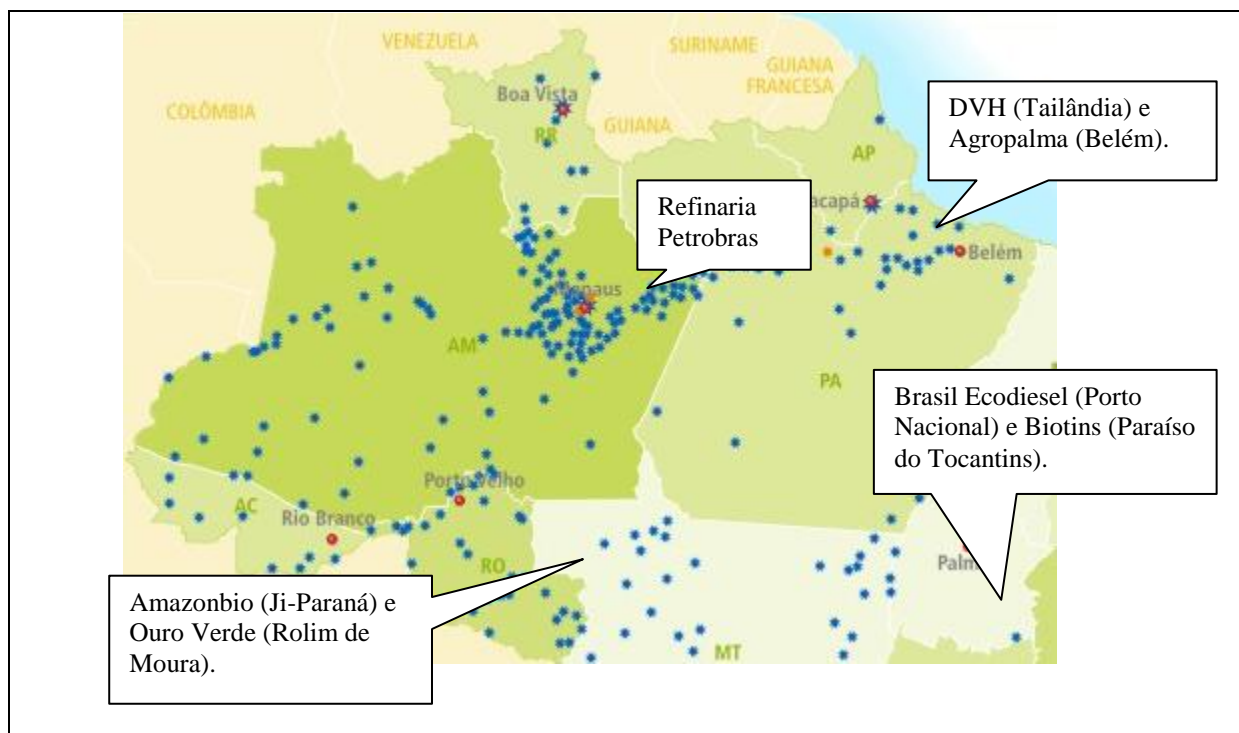 VENEZUELA
SURINAME
GUIANA
FRANCESA
COLÔMBIA
Boa Vista
RR
GUIANA
AP
DVH (Tailândia) e
Agropalma (Belém).
acapá
Refinaria
Petrobras
Belém
Manaus
AM
PA
Brasil Ecodiesel (Porto
Nacional) e Biotins (Paraíso
do Tocantins).
Porto Velho
AC
Rio Branco
RO
Palm
Amazonbio (Ji-Paraná) e
Ouro Verde (Rolim de
Moura).
MT